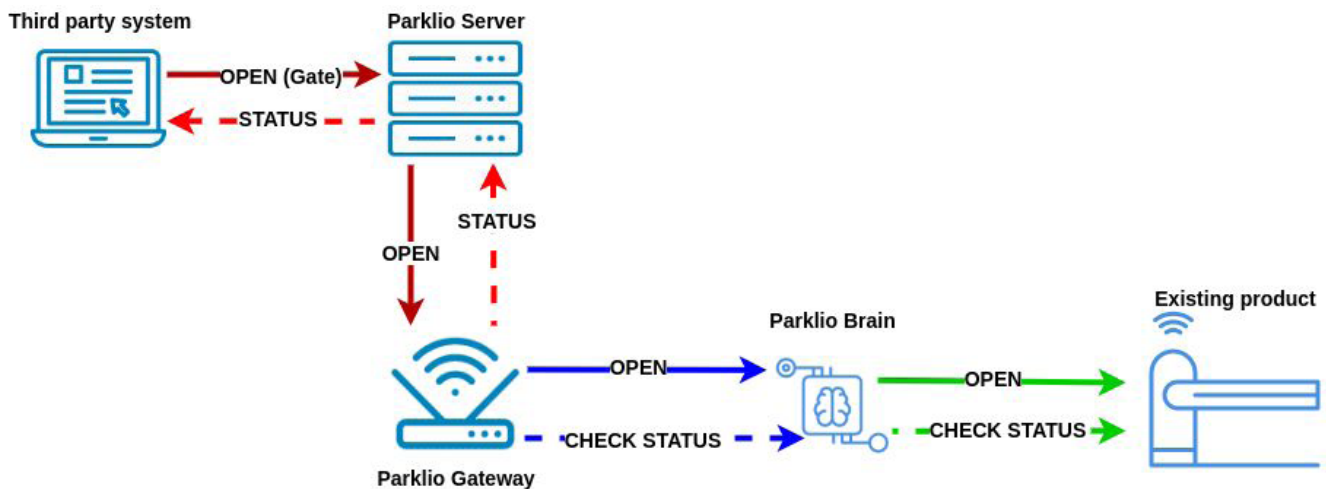 Third party system
Parklio Server
OPEN (Gate)
STATUS
STATUS
OPEN
Existing product
Parklio Brain
OPEN
OPEN
CHECK STATUS
CHECK STATUS
Parklio Gateway